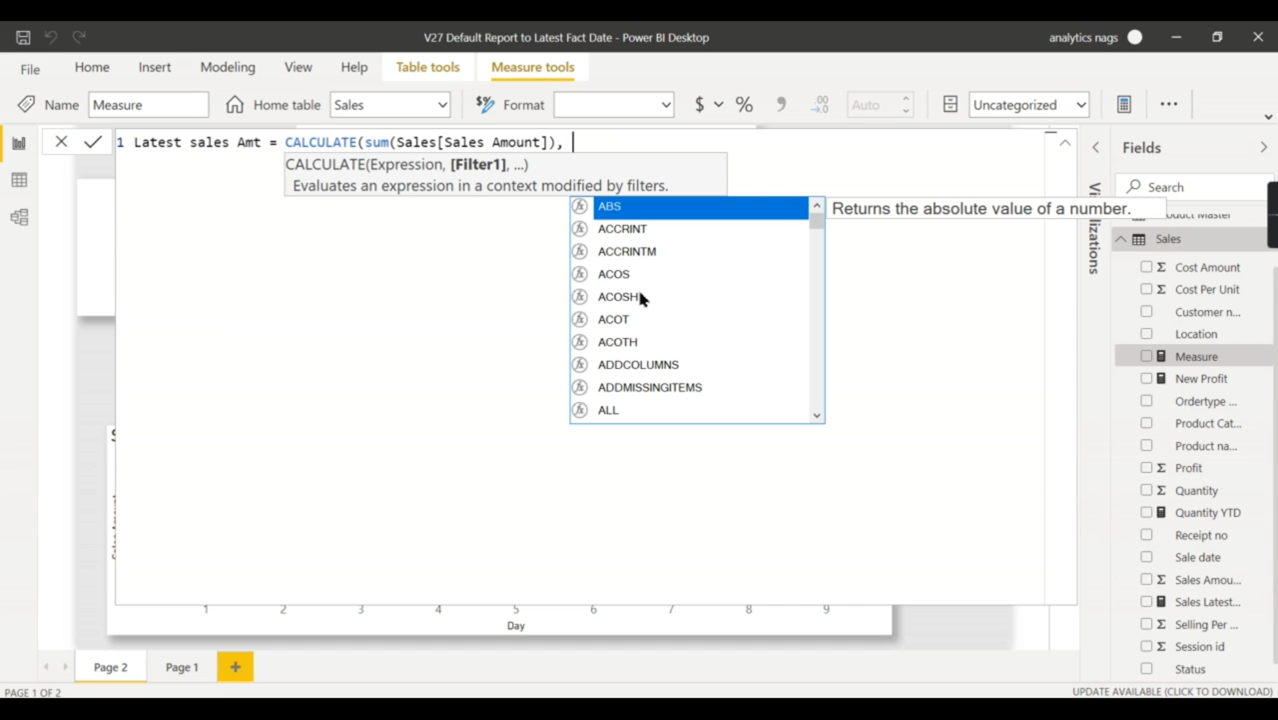 V27 Default Report to Latest Fact Date - Power BI Desktop
analytics nags
File Home Insert Modeling View Help Table tools Measure tools
Name Measure Home table Sales Format $ % , .00 Auto Uncategorized ...
1 Latest sales Amt = CALCULATE(sum(Sales[Sales Amount]),
CALCULATE(Expression, [Filter1], ...)
Evaluates an expression in a context modified by filters.
ABS
Returns the absolute value of a number.
ACCRINT
ACCRINTM
ACOS
ACOSH
ACOT
ACOTH
ADDCOLUMNS
ADDMISSINGITEMS
ALL
1 2 3 4 5 6 7 8 9
Day
Fields
Search
Product Master
Sales
Cost Amount
Cost Per Unit
Customer n...
Location
Measure
New Profit
Ordertype ...
Product Cat...
Product na...
Profit
Quantity
Quantity YTD
Receipt no
Sale date
Sales Amou...
Sales Latest...
Selling Per ...
Session id
Status
Page 2 Page 1 +
PAGE 1 OF 2
UPDATE AVAILABLE (CLICK TO DOWNLOAD)